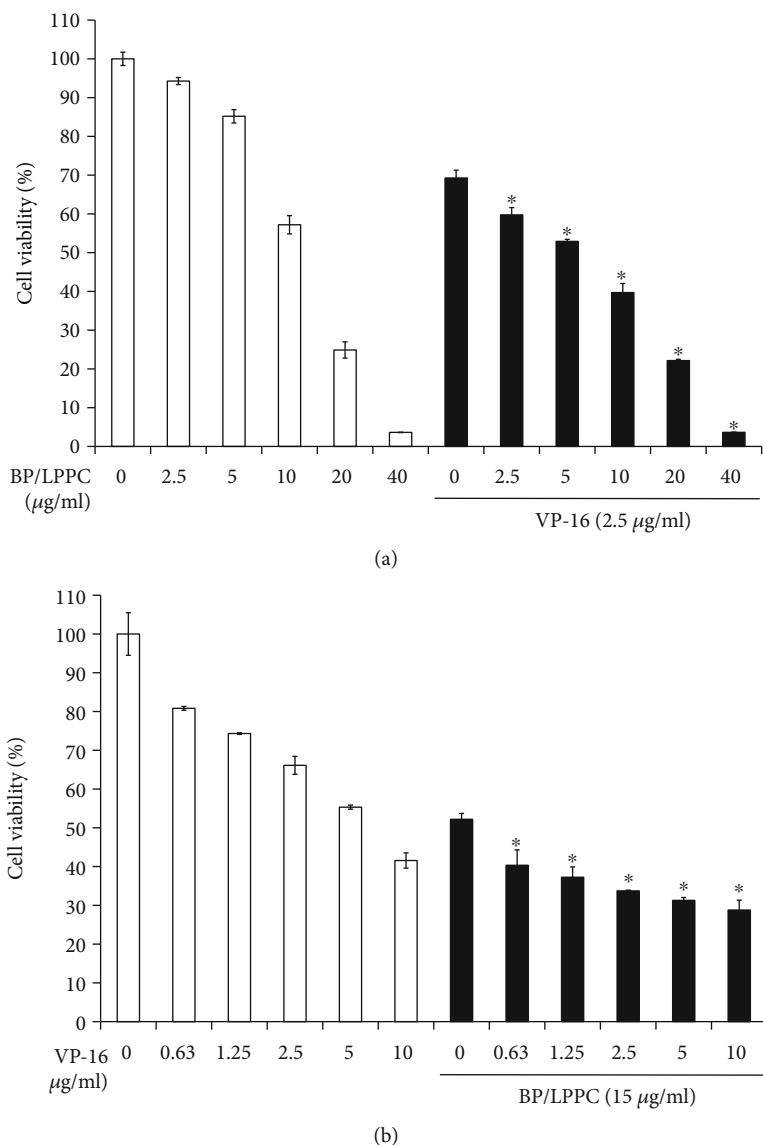 110
100
90
80
70
60
50
40
30
20
10
0
Cell viability (%)
* * * * *
BP/LPPC 0 2.5 5 10 20 40 0 2.5 5 10 20 40
(μg/ml)
VP-16 (2.5 μg/ml)
(a)
110
100
90
80
70
60
50
40
30
20
10
0
Cell viability (%)
* * * * *
VP-16 0 0.63 1.25 2.5 5 10 0 0.63 1.25 2.5 5 10
μg/ml)
BP/LPPC (15 μg/ml)
(b)